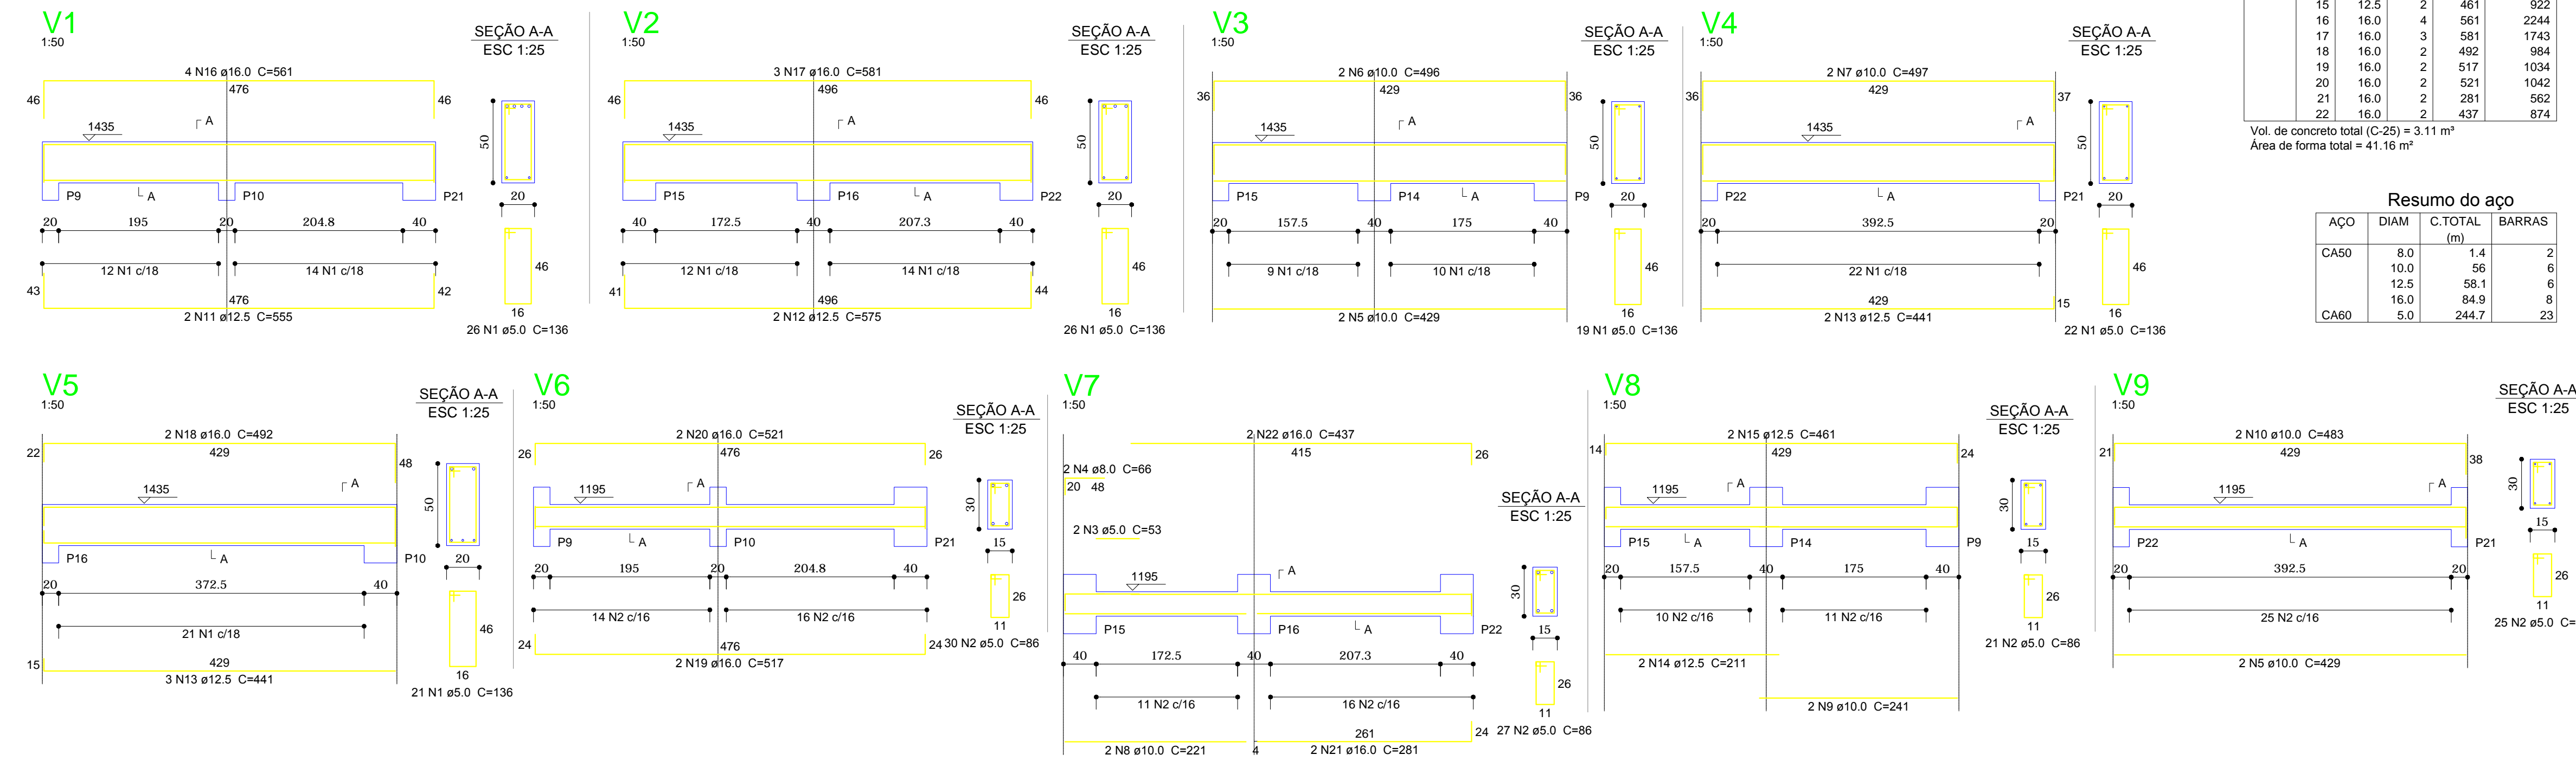 V1
1:50
SEÇÃO A-A
ESC 1:25
4 N16 ø16.0 C=561
476
46
46
A
1435
50
P9
A
P10
P21
20
20
195
20
204.8
40
12 N1 c/18
14 N1 c/18
46
43
476
42
2 N11 ø12.5 C=555
16
26 N1 ø5.0 C=136
V2
1:50
SEÇÃO A-A
ESC 1:25
3 N17 ø16.0 C=581
496
46
46
A
1435
50
P15
P16
A
P22
20
40
172.5
40
207.3
40
12 N1 c/18
14 N1 c/18
46
41
496
44
2 N12 ø12.5 C=575
16
26 N1 ø5.0 C=136
V3
1:50
SEÇÃO A-A
ESC 1:25
2 N6 ø10.0 C=496
429
36
36
A
1435
50
P15
P14
A
P9
20
20
157.5
40
175
40
9 N1 c/18
10 N1 c/18
46
2 N5 ø10.0 C=429
16
19 N1 ø5.0 C=136
V4
1:50
SEÇÃO A-A
ESC 1:25
2 N7 ø10.0 C=497
429
36
37
A
1435
50
P22
A
P21
20
20
392.5
20
22 N1 c/18
46
429
15
2 N13 ø12.5 C=441
16
22 N1 ø5.0 C=136
15 12.5 2 461 922
16 16.0 4 561 2244
17 16.0 3 581 1743
18 16.0 2 492 984
19 16.0 2 517 1034
20 16.0 2 521 1042
21 16.0 2 281 562
22 16.0 2 437 874
Vol. de concreto total (C-25) = 3.11 m³
Área de forma total = 41.16 m²
Resumo do aço
AÇO DIAM C.TOTAL BARRAS
(m)
CA50 8.0 1.4 2
10.0 56 6
12.5 58.1 6
16.0 84.9 8
CA60 5.0 244.7 23
V5
1:50
SEÇÃO A-A
ESC 1:25
2 N18 ø16.0 C=492
429
22
48
A
1435
50
P16
A
P10
20
20
372.5
40
21 N1 c/18
46
15
429
3 N13 ø12.5 C=441
16
21 N1 ø5.0 C=136
V6
1:50
SEÇÃO A-A
ESC 1:25
2 N20 ø16.0 C=521
476
26
26
A
1195
30
P9
A
P10
P21
15
20
195
20
204.8
40
14 N2 c/16
16 N2 c/16
26
11
24
476
24
2 N19 ø16.0 C=517
30 N2 ø5.0 C=86
V7
1:50
SEÇÃO A-A
ESC 1:25
2 N22 ø16.0 C=437
415
26
2 N4 ø8.0 C=66
20 48
2 N3 ø5.0 C=53
A
1195
30
P15
P16
A
P22
15
40
172.5
40
207.3
40
11 N2 c/16
16 N2 c/16
26
11
261
24
27 N2 ø5.0 C=86
2 N8 ø10.0 C=221
4
2 N21 ø16.0 C=281
V8
1:50
SEÇÃO A-A
ESC 1:25
2 N15 ø12.5 C=461
429
14
24
A
1195
30
P15
A
P14
P9
15
20
157.5
40
175
40
10 N2 c/16
11 N2 c/16
26
11
21 N2 ø5.0 C=86
2 N14 ø12.5 C=211
2 N9 ø10.0 C=241
V9
1:50
SEÇÃO A-A
ESC 1:25
2 N10 ø10.0 C=483
429
21
38
A
1195
30
P22
A
P21
15
20
392.5
20
25 N2 c/16
26
11
25 N2 ø5.0 C=
2 N5 ø10.0 C=429